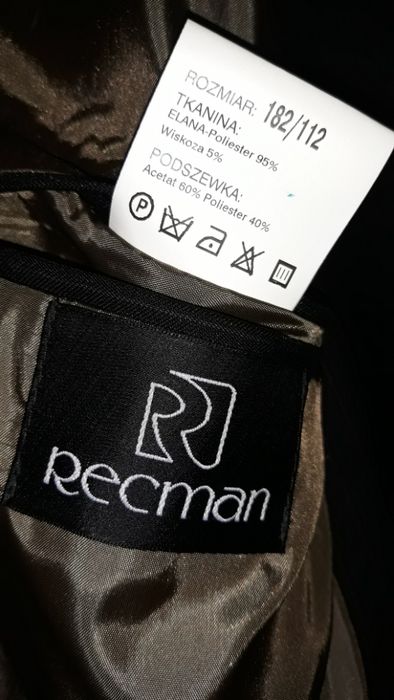 ROZMIAR: 182/112
TKANINA:
ELANA-Poliester 95%
Wiskoza 5%
PODSZEWKA:
Acetat 60% Poliester 40%
P
R
Recman